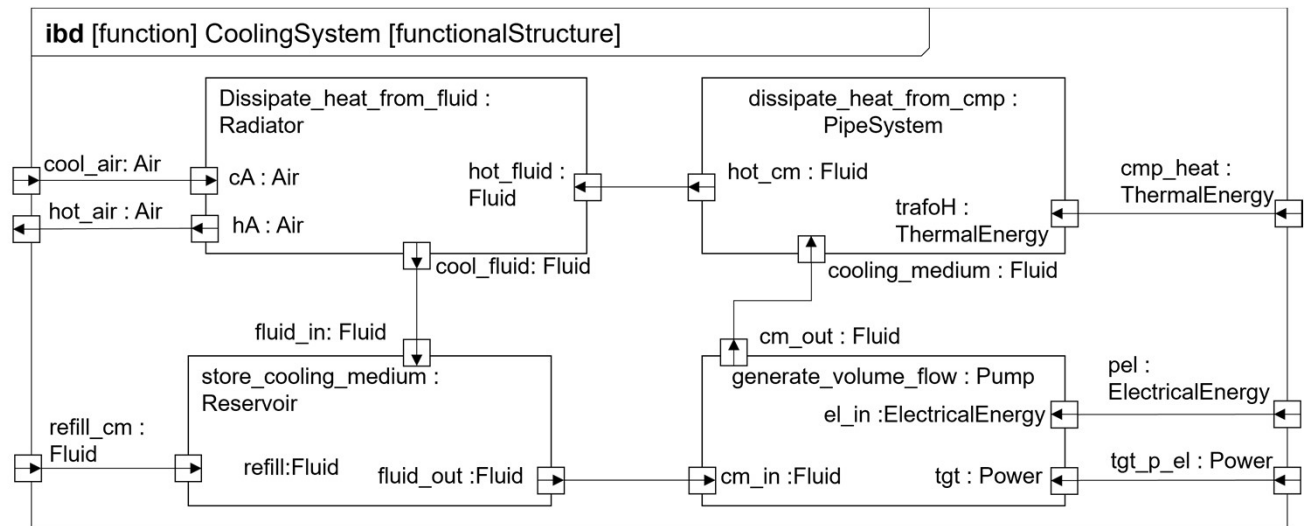 ibd [function] CoolingSystem [functionalStructure]
Dissipate_heat_from_fluid :
Radiator
cool_air: Air
cA : Air
hot_air : Air
hA : Air
hot_fluid :
Fluid
cool_fluid: Fluid
dissipate_heat_from_cmp :
PipeSystem
hot_cm : Fluid
trafoH :
ThermalEnergy
cmp_heat :
ThermalEnergy
cooling_medium : Fluid
fluid_in: Fluid
store_cooling_medium :
Reservoir
refill_cm :
Fluid
refill:Fluid
fluid_out :Fluid
cm_out : Fluid
generate_volume_flow : Pump
el_in :ElectricalEnergy
pel :
ElectricalEnergy
cm_in :Fluid
tgt : Power
tgt_p_el : Power